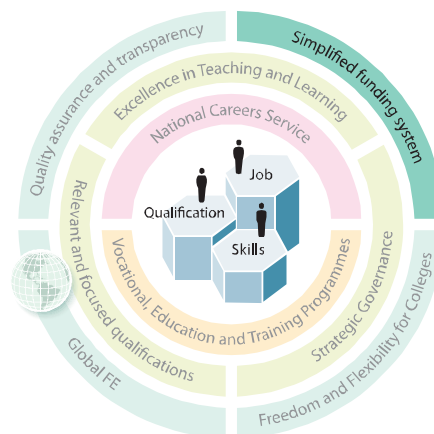 Quality assurance and transparency
Simplified funding system
Excellence in Teaching and Learning
National Careers Service
Job
Qualification
Skills
Relevant and focused qualifications
Vocational, Education and Training Programmes
Strategic Governance
Global FE
Freedom and Flexibility for Colleges